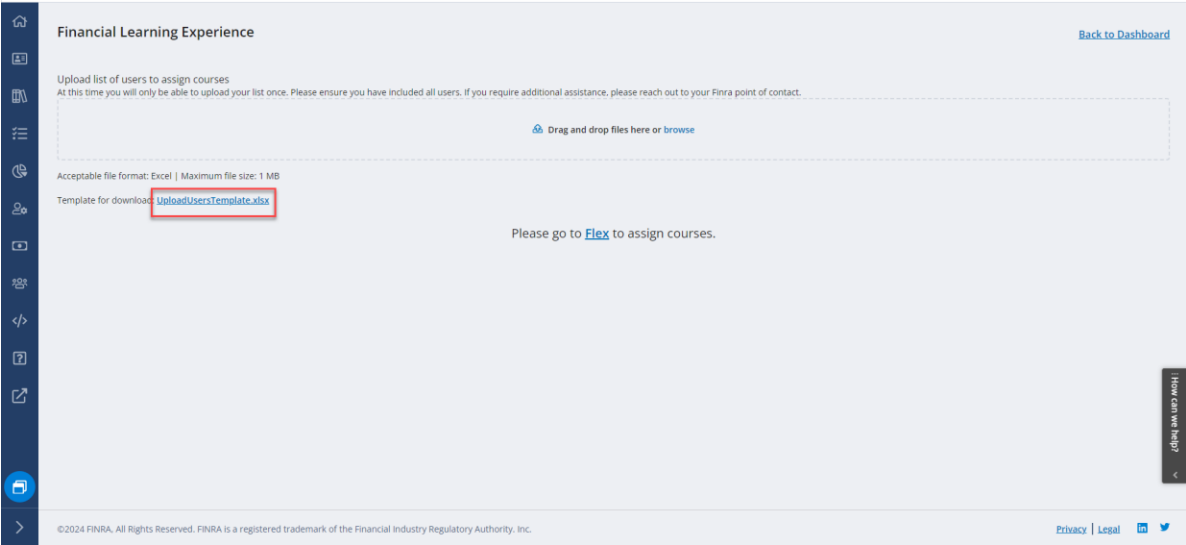 Financial Learning Experience
Back to Dashboard
Upload list of users to assign courses
At this time you will only be able to upload your list once. Please ensure you have included all users. If you require additional assistance, please reach out to your Finra point of contact.
Drag and drop files here or browse
Acceptable file format: Excel | Maximum file size: 1 MB
Template for download: UploadUsersTemplate.xlsx
Please go to Flex to assign courses.
How can we help?
©2024 FINRA, All Rights Reserved. FINRA is a registered trademark of the Financial Industry Regulatory Authority, Inc.
Privacy | Legal